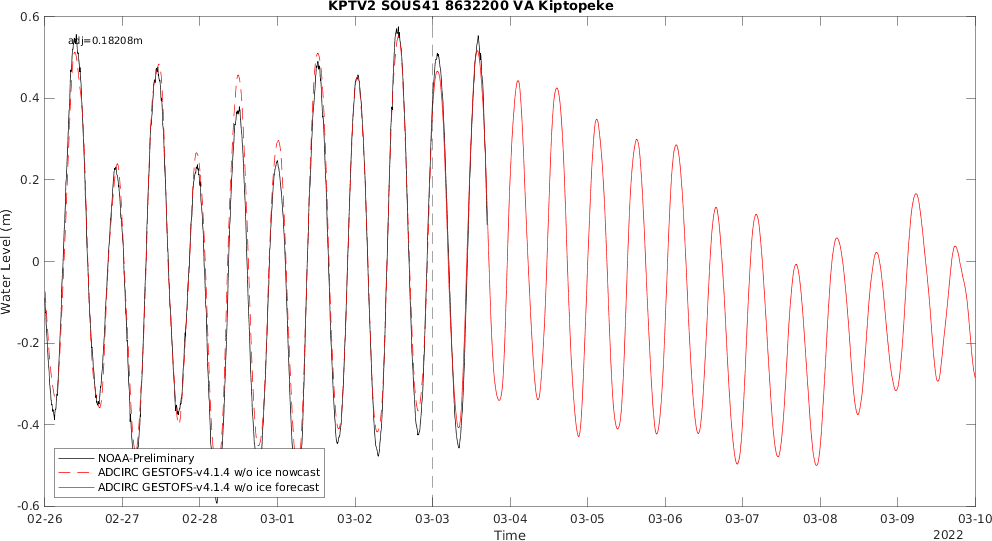 KPTV2 SOUS41 8632200 VA Kiptopeke
adj=0.18208m
Water Level (m)
0.6
0.4
0.2
0
-0.2
-0.4
-0.6
NOAA-Preliminary
ADCIRC GESTOFS-v4.1.4 w/o ice nowcast
ADCIRC GESTOFS-v4.1.4 w/o ice forecast
02-26 02-27 02-28 03-01 03-02 03-03 03-04 03-05 03-06 03-07 03-08 03-09 03-10
Time
2022